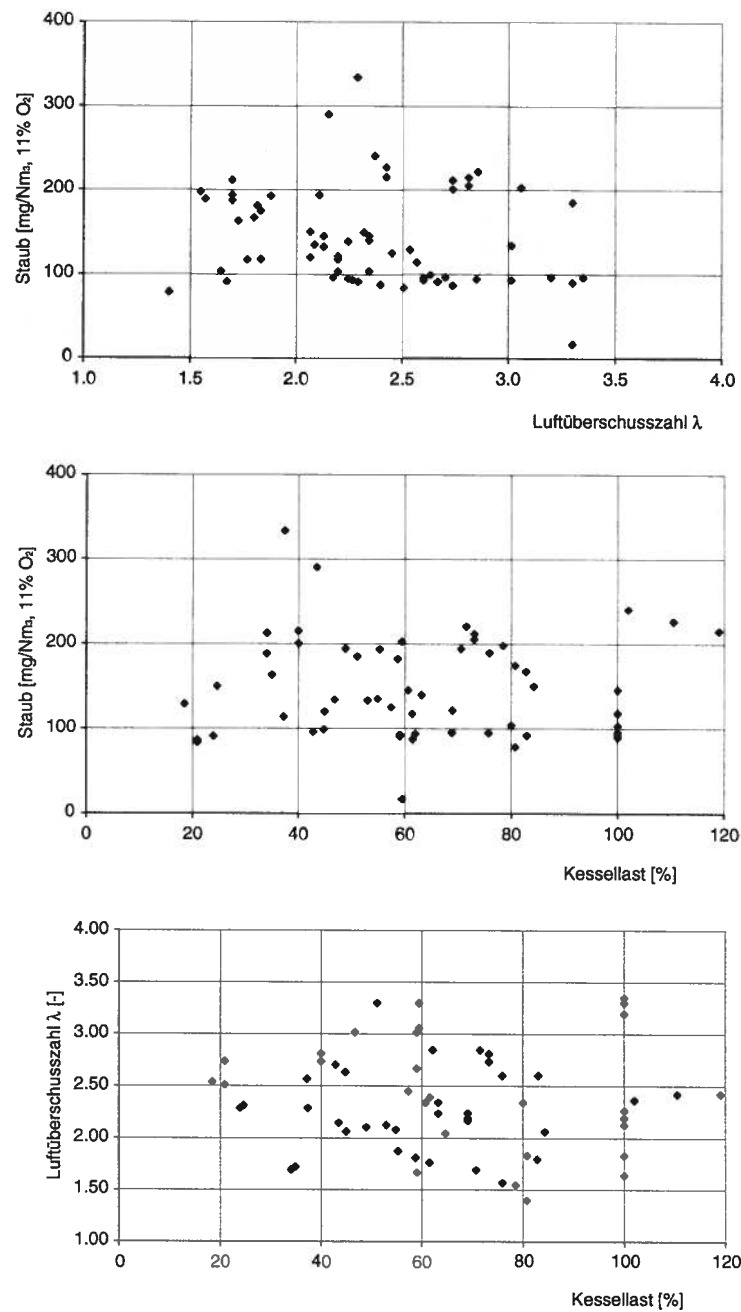 400
300
200
100
0
Staub [mg/Nm₃, 11% O₂]
1.0 1.5 2.0 2.5 3.0 3.5 4.0
Luftüberschusszahl λ
400
300
200
100
0
Staub [mg/Nm₃, 11% O₂]
0 20 40 60 80 100 120
Kessellast [%]
4.00
3.50
3.00
2.50
2.00
1.50
1.00
Luftüberschusszahl λ [-]
0 20 40 60 80 100 120
Kessellast [%]